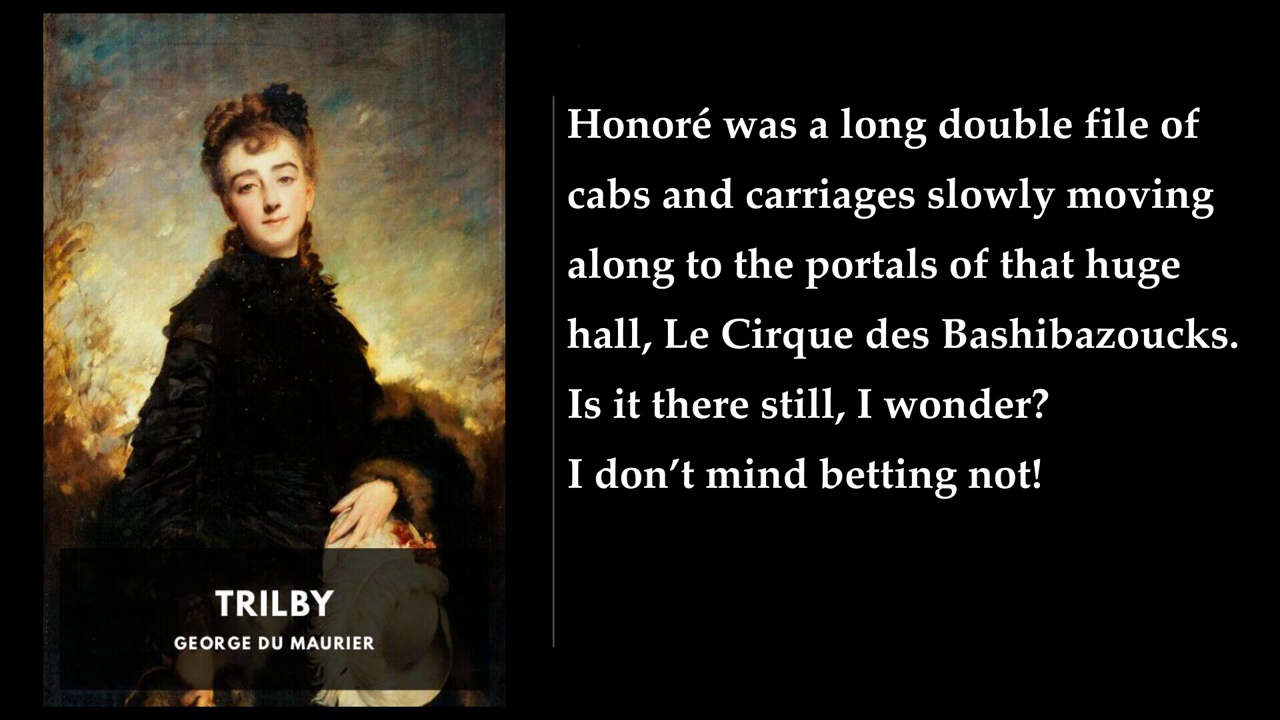 TRILBY
GEORGE DU MAURIER
Honoré was a long double file of
cabs and carriages slowly moving
along to the portals of that huge
hall, Le Cirque des Bashibazoucks.
Is it there still, I wonder?
I don’t mind betting not!